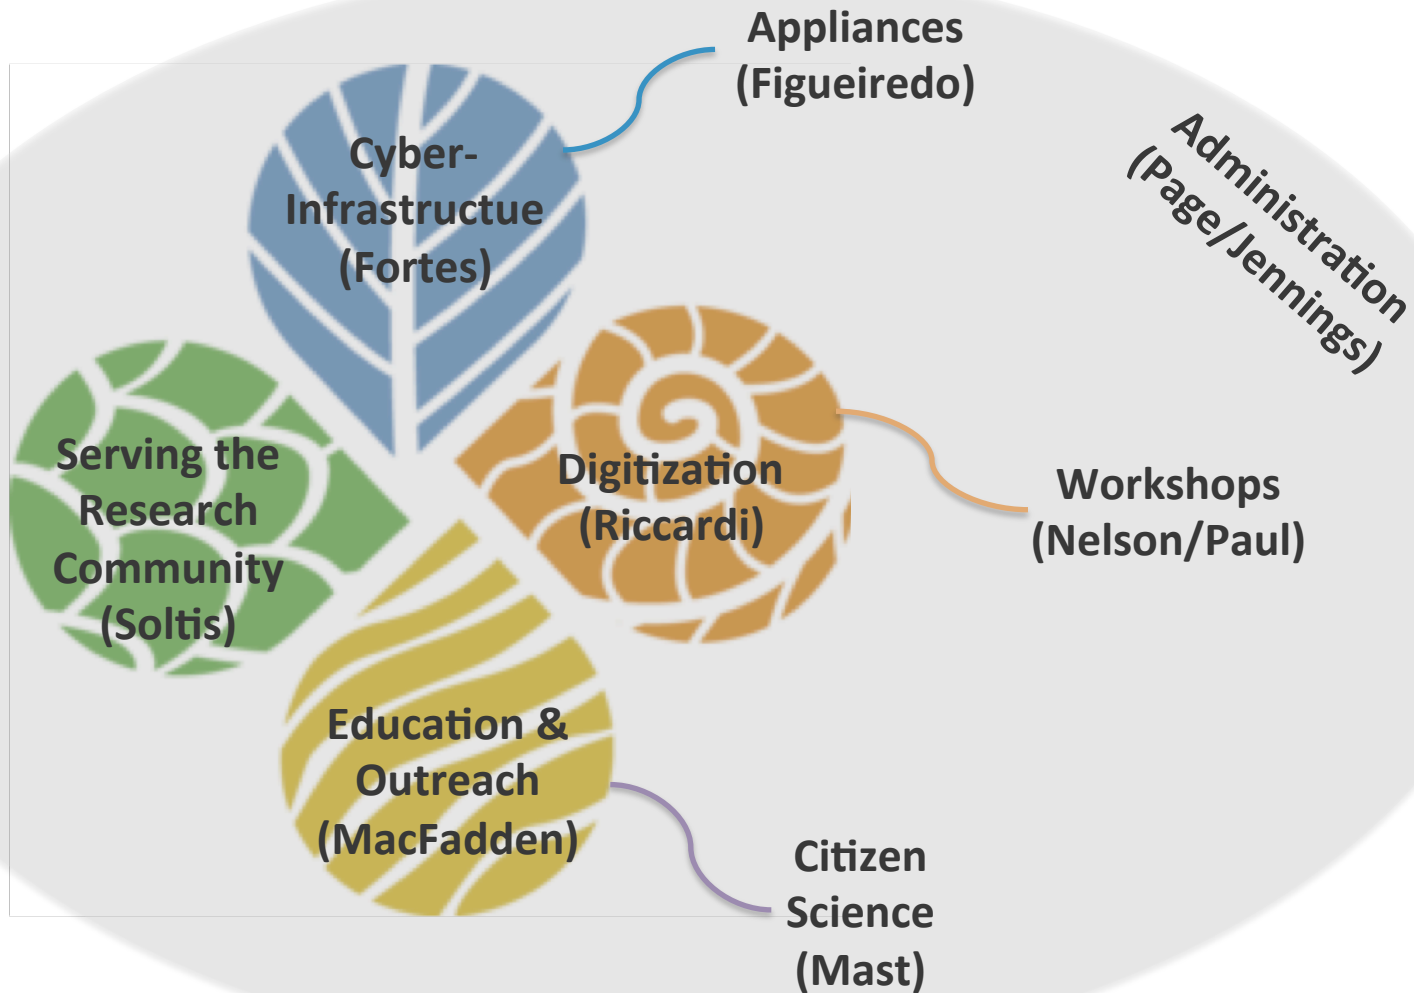 Appliances
(Figueiredo)
Administration
(Page/Jennings)
Cyber-
Infrastructue
(Fortes)
Serving the
Research
Community
(Soltis)
Digitization
(Riccardi)
Workshops
(Nelson/Paul)
Education &
Outreach
(MacFadden)
Citizen
Science
(Mast)